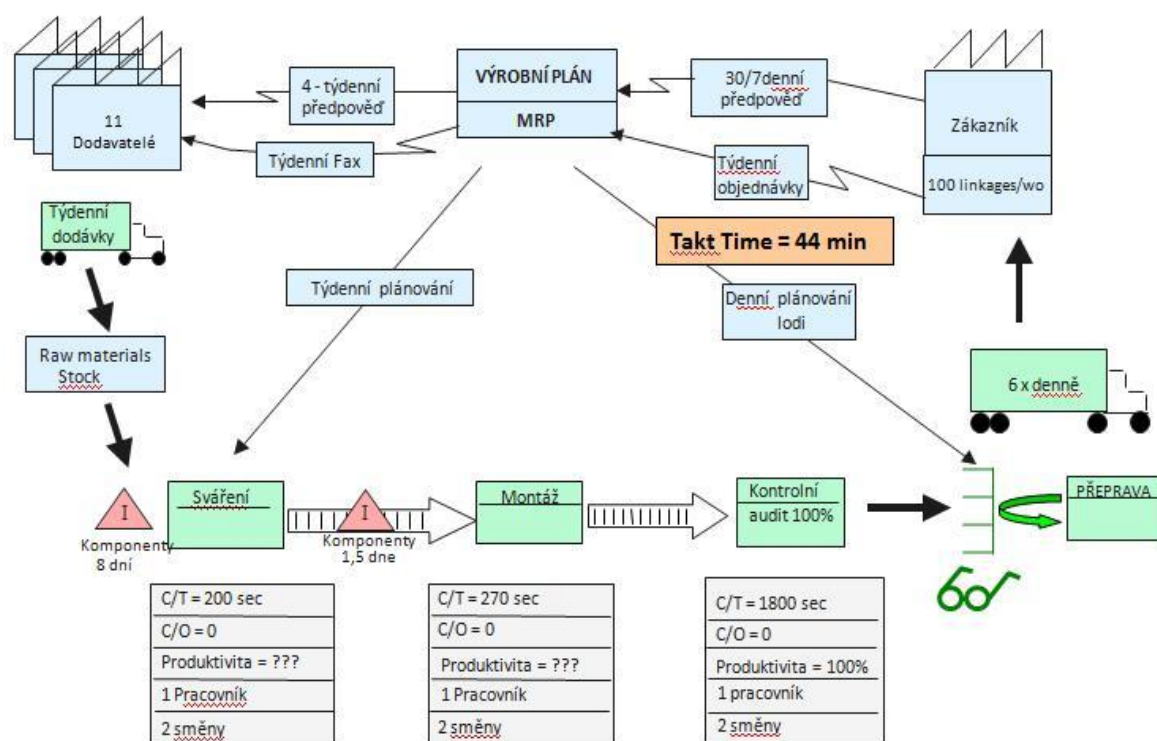 11
Dodavatelé
4 - týdenní
předpověď
Týdenní Fax
VÝROBNÍ PLÁN
MRP
30/7denní
předpověď
Týdenní
objednávky
Zákazník
100 linkages/wo
Týdenní
dodávky
Takt Time = 44 min
Týdenní plánování
Denní plánování
lodi
Raw materials
Stock
6 x denně
I
Komponenty
8 dní
Sváření
I
Komponenty
1,5 dne
Montáž
Kontrolní
audit 100%
PŘEPRAVA
C/T = 200 sec
C/O = 0
Produktivita = ???
1 Pracovník
2 směny
C/T = 270 sec
C/O = 0
Produktivita = ???
1 Pracovník
2 směny
C/T = 1800 sec
C/O = 0
Produktivita = 100%
1 pracovník
2 směny